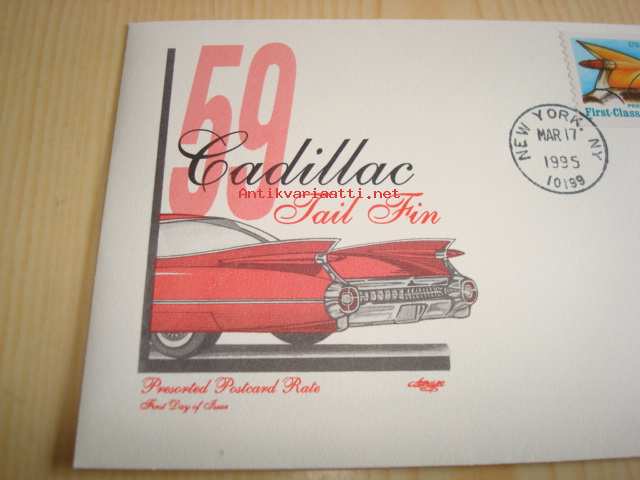 59
Cadillac
Tail Fin
Antikvariaatti.net
Presorted Postcard Rate
First Day of Issue
US
First-Class
NEW YORK, NY
MAR 17
1995
10199